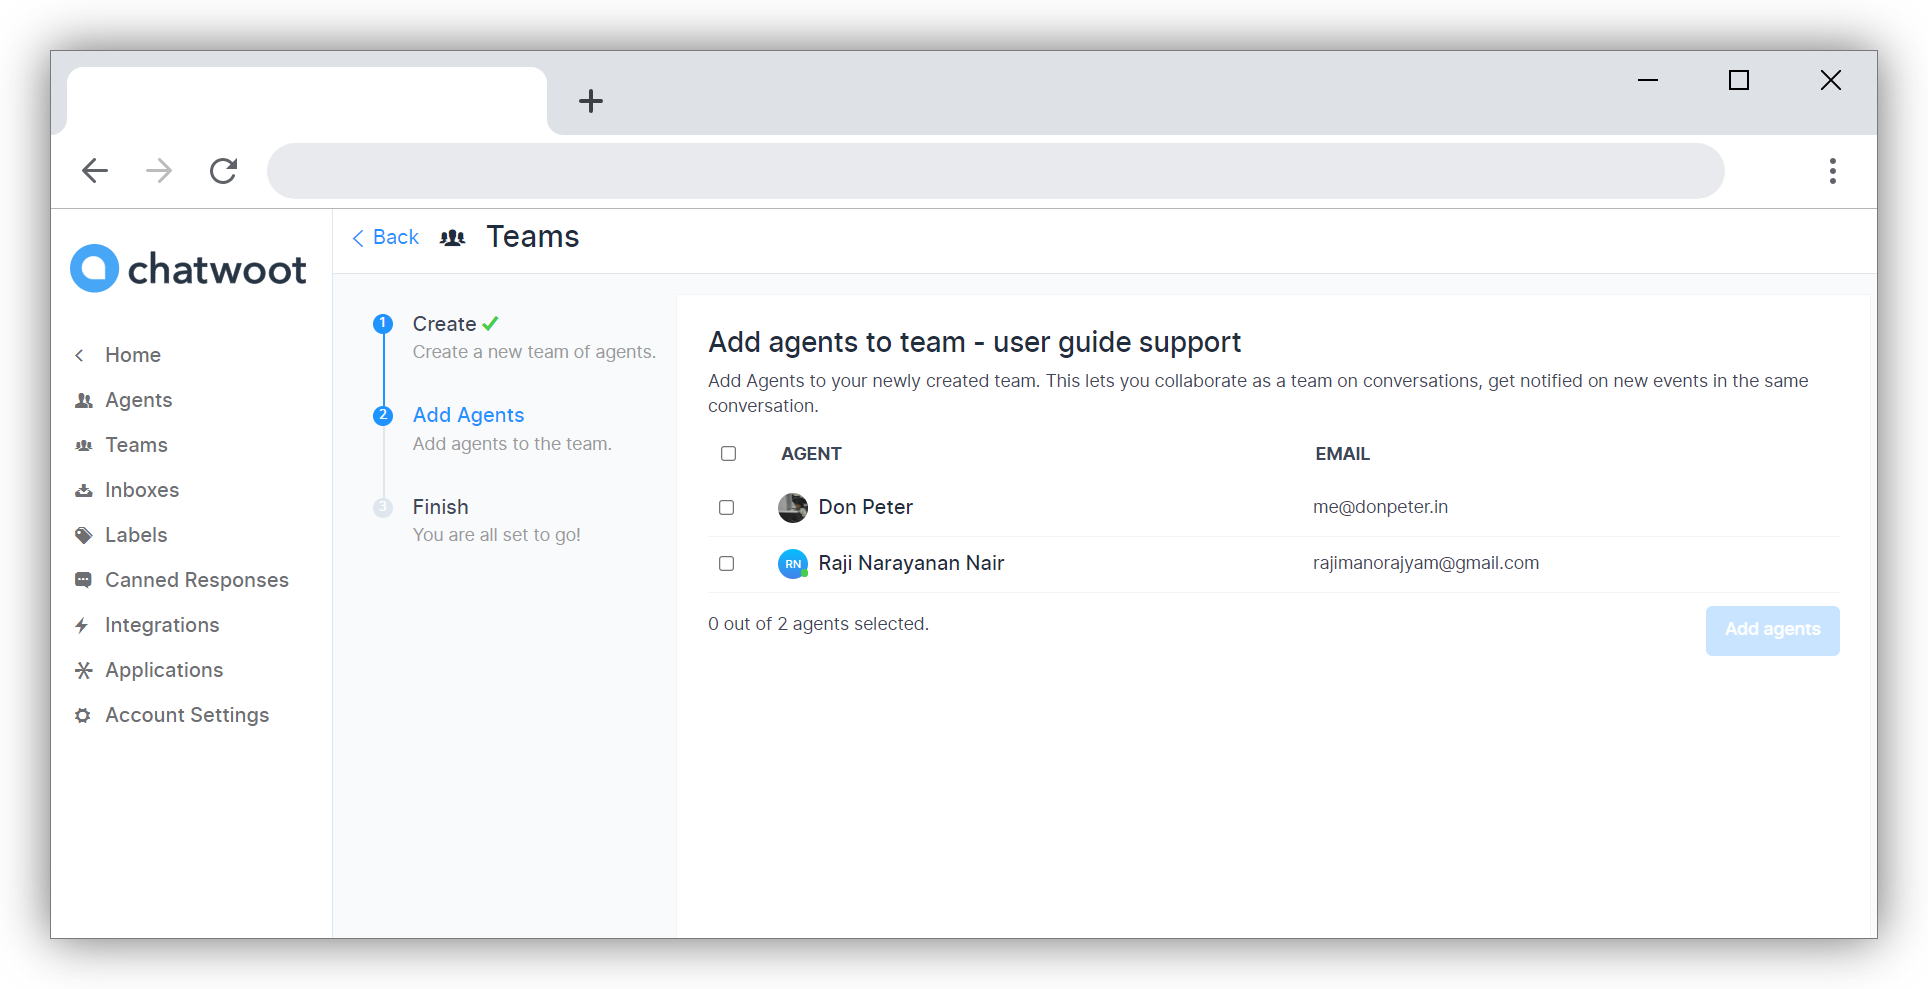 chatwoot
Home
Agents
Teams
Inboxes
Labels
Canned Responses
Integrations
Applications
Account Settings
Back
Teams
1
Create
Create a new team of agents.
2
Add Agents
Add agents to the team.
3
Finish
You are all set to go!
Add agents to team - user guide support
Add Agents to your newly created team. This lets you collaborate as a team on conversations, get notified on new events in the same
conversation.
AGENT EMAIL
Don Peter me@donpeter.in
RN Raji Narayanan Nair rajimanorajyam@gmail.com
0 out of 2 agents selected.
Add agents